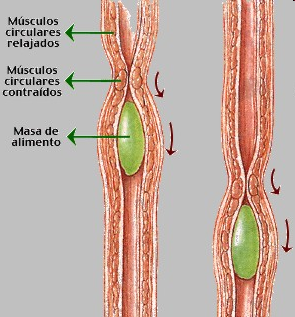 Músculos
circulares
relajados
Músculos
circulares
contraídos
Masa de
alimento